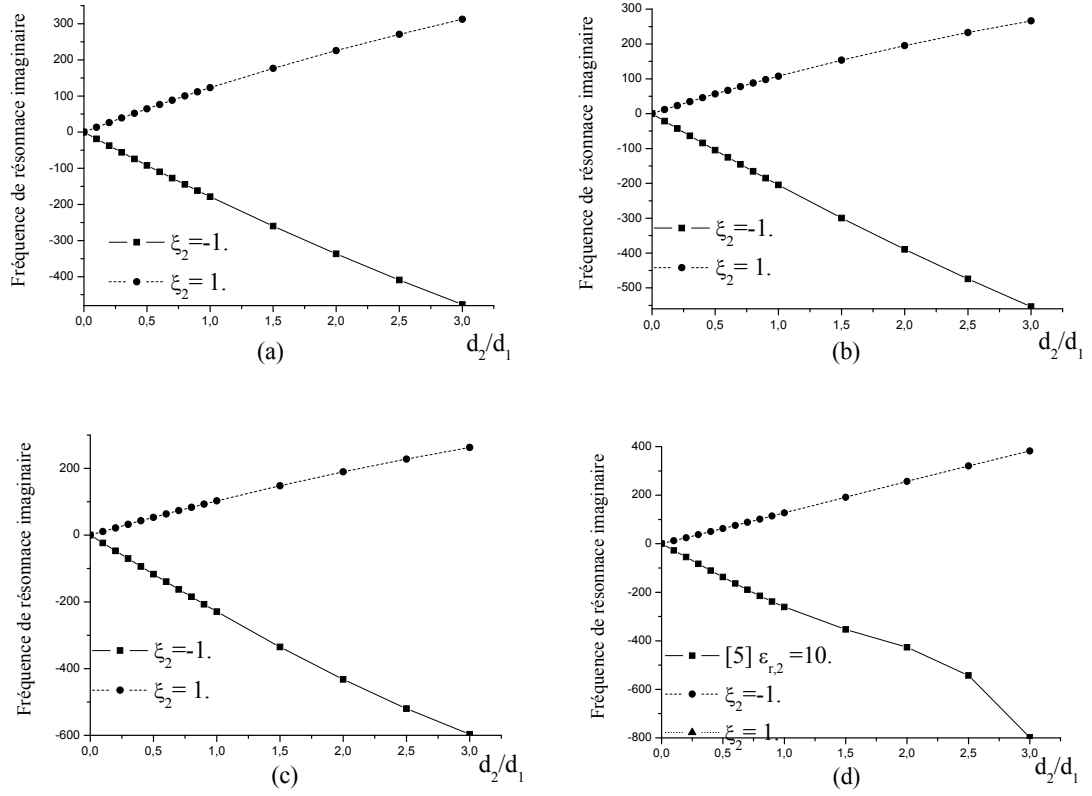 Fréquence de résonnace imaginaire
300
200
100
0
-100
-200
-300
-400
ξ2=-1.
ξ2= 1.
0,0 0,5 1,0 1,5 2,0 2,5 3,0
d2/d1
(a)
Fréquence de résonnace imaginaire
300
200
100
0
-100
-200
-300
-400
-500
ξ2=-1.
ξ2= 1.
0,0 0,5 1,0 1,5 2,0 2,5 3,0
d2/d1
(b)
Fréquence de résonnace imaginaire
200
0
-200
-400
-600
ξ2=-1.
ξ2= 1.
0,0 0,5 1,0 1,5 2,0 2,5 3,0
d2/d1
(c)
Fréquence de résonnace imaginaire
400
200
0
-200
-400
-600
-800
[5] εr,2 =10.
ξ2=-1.
ξ2= 1.
0,0 0,5 1,0 1,5 2,0 2,5 3,0
d2/d1
(d)